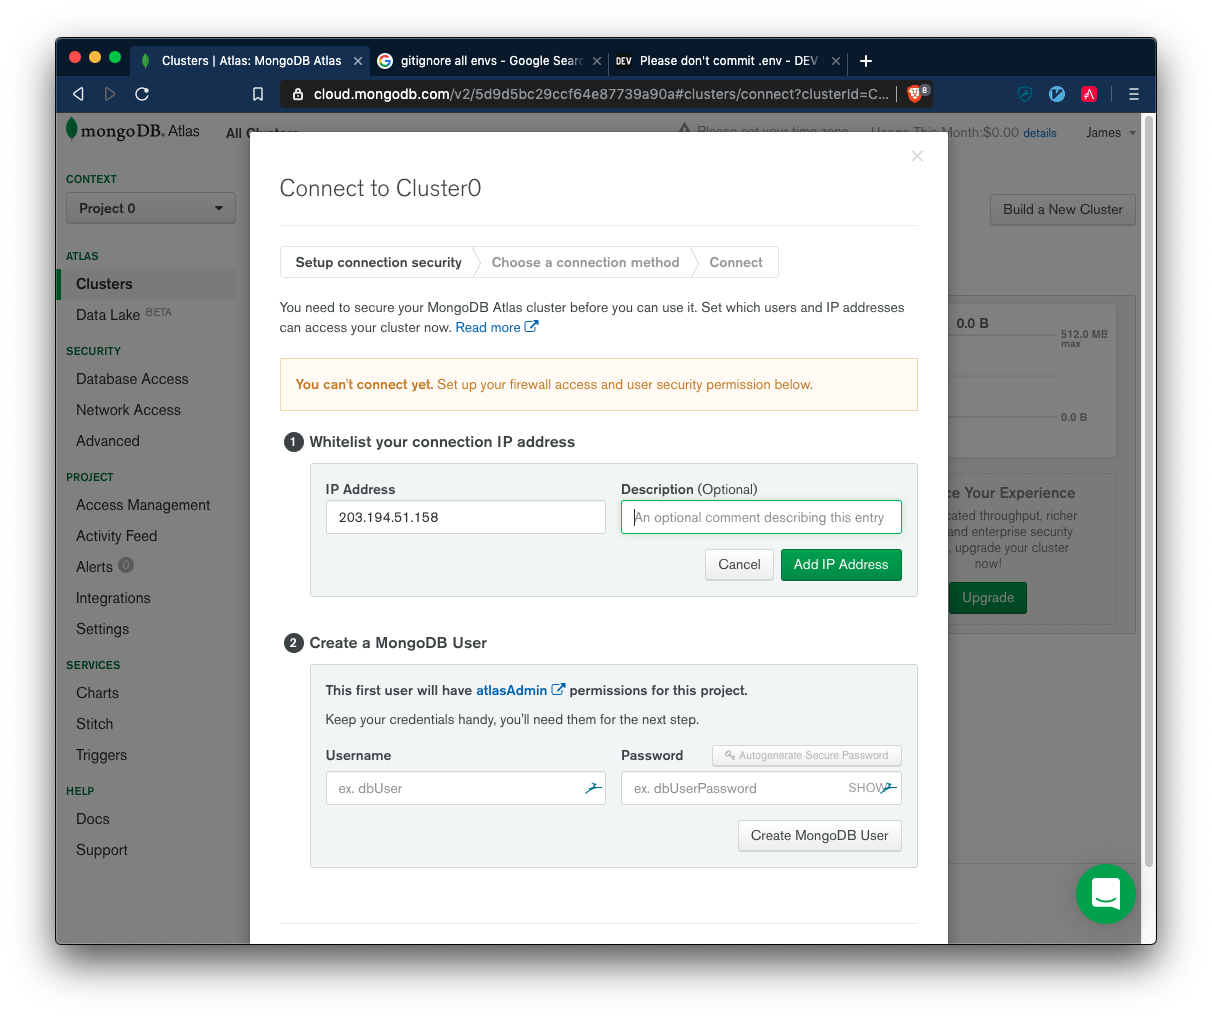 Clusters | Atlas: MongoDB Atlas
gitignore all envs - Google Sear
DEV Please don't commit .env - DEV
cloud.mongodb.com/v2/5d9d5bc29ccf64e87739a90a#clusters/connect?clusterId=C...
8
mongoDB. Atlas
All Clusters
Please set your time zone
Usage This Month:$0.00 details
James
CONTEXT
Project 0
ATLAS
Clusters
Data Lake BETA
SECURITY
Database Access
Network Access
Advanced
PROJECT
Access Management
Activity Feed
Alerts 0
Integrations
Settings
SERVICES
Charts
Stitch
Triggers
HELP
Docs
Support
Connect to Cluster0
Setup connection security
Choose a connection method
Connect
You need to secure your MongoDB Atlas cluster before you can use it. Set which users and IP addresses
can access your cluster now. Read more
You can't connect yet. Set up your firewall access and user security permission below.
1 Whitelist your connection IP address
IP Address
Description (Optional)
203.194.51.158
An optional comment describing this entry
Cancel
Add IP Address
2 Create a MongoDB User
This first user will have atlasAdmin permissions for this project.
Keep your credentials handy, you'll need them for the next step.
Username
Password
Autogenerate Secure Password
ex. dbUser
ex. dbUserPassword
SHOW
Create MongoDB User
Build a New Cluster
0.0 B
512.0 MB
max
0.0 B
ce Your Experience
cated throughput, richer
and enterprise security
, upgrade your cluster
now!
Upgrade